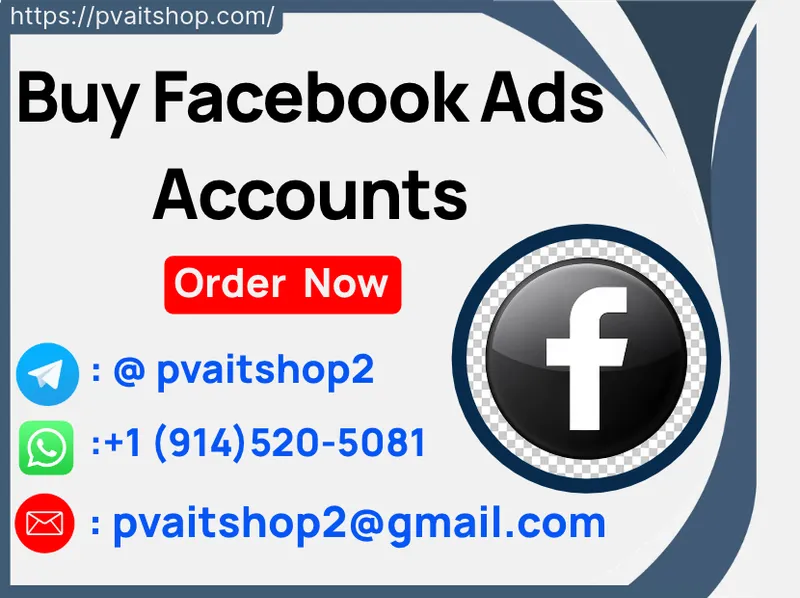 https://pvaitshop.com/
Buy Facebook Ads
Accounts
Order Now
: @ pvaitshop2
:+1 (914)520-5081
: pvaitshop2@gmail.com
f